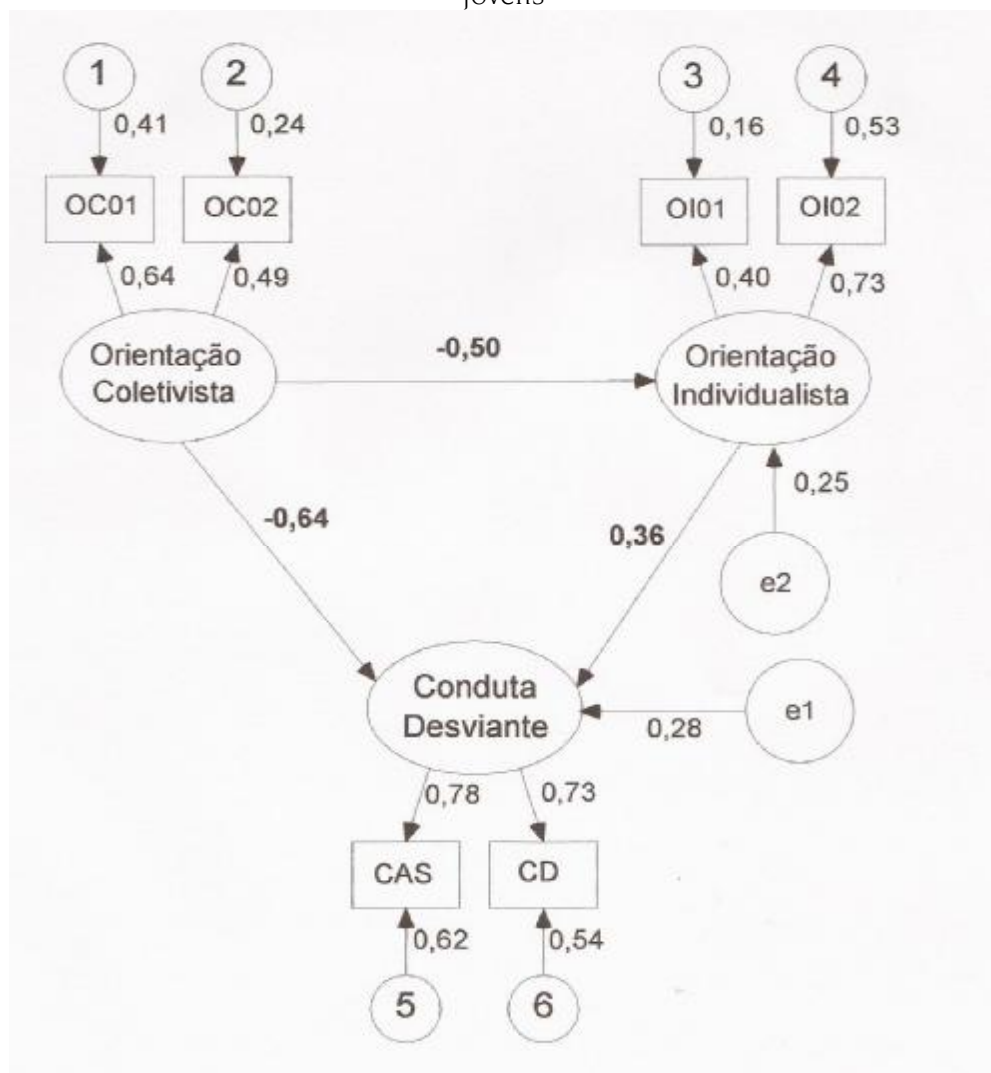 jovens
1 2 3 4
0,41 0,24 0,16 0,53
OC01 OC02 OI01 OI02
0,64 0,49 0,40 0,73
Orientação
Coletivista
-0,50
Orientação
Individualista
-0,64
0,36
0,25
e2
Conduta
Desviante
0,28
e1
0,78 0,73
CAS CD
0,62 0,54
5 6